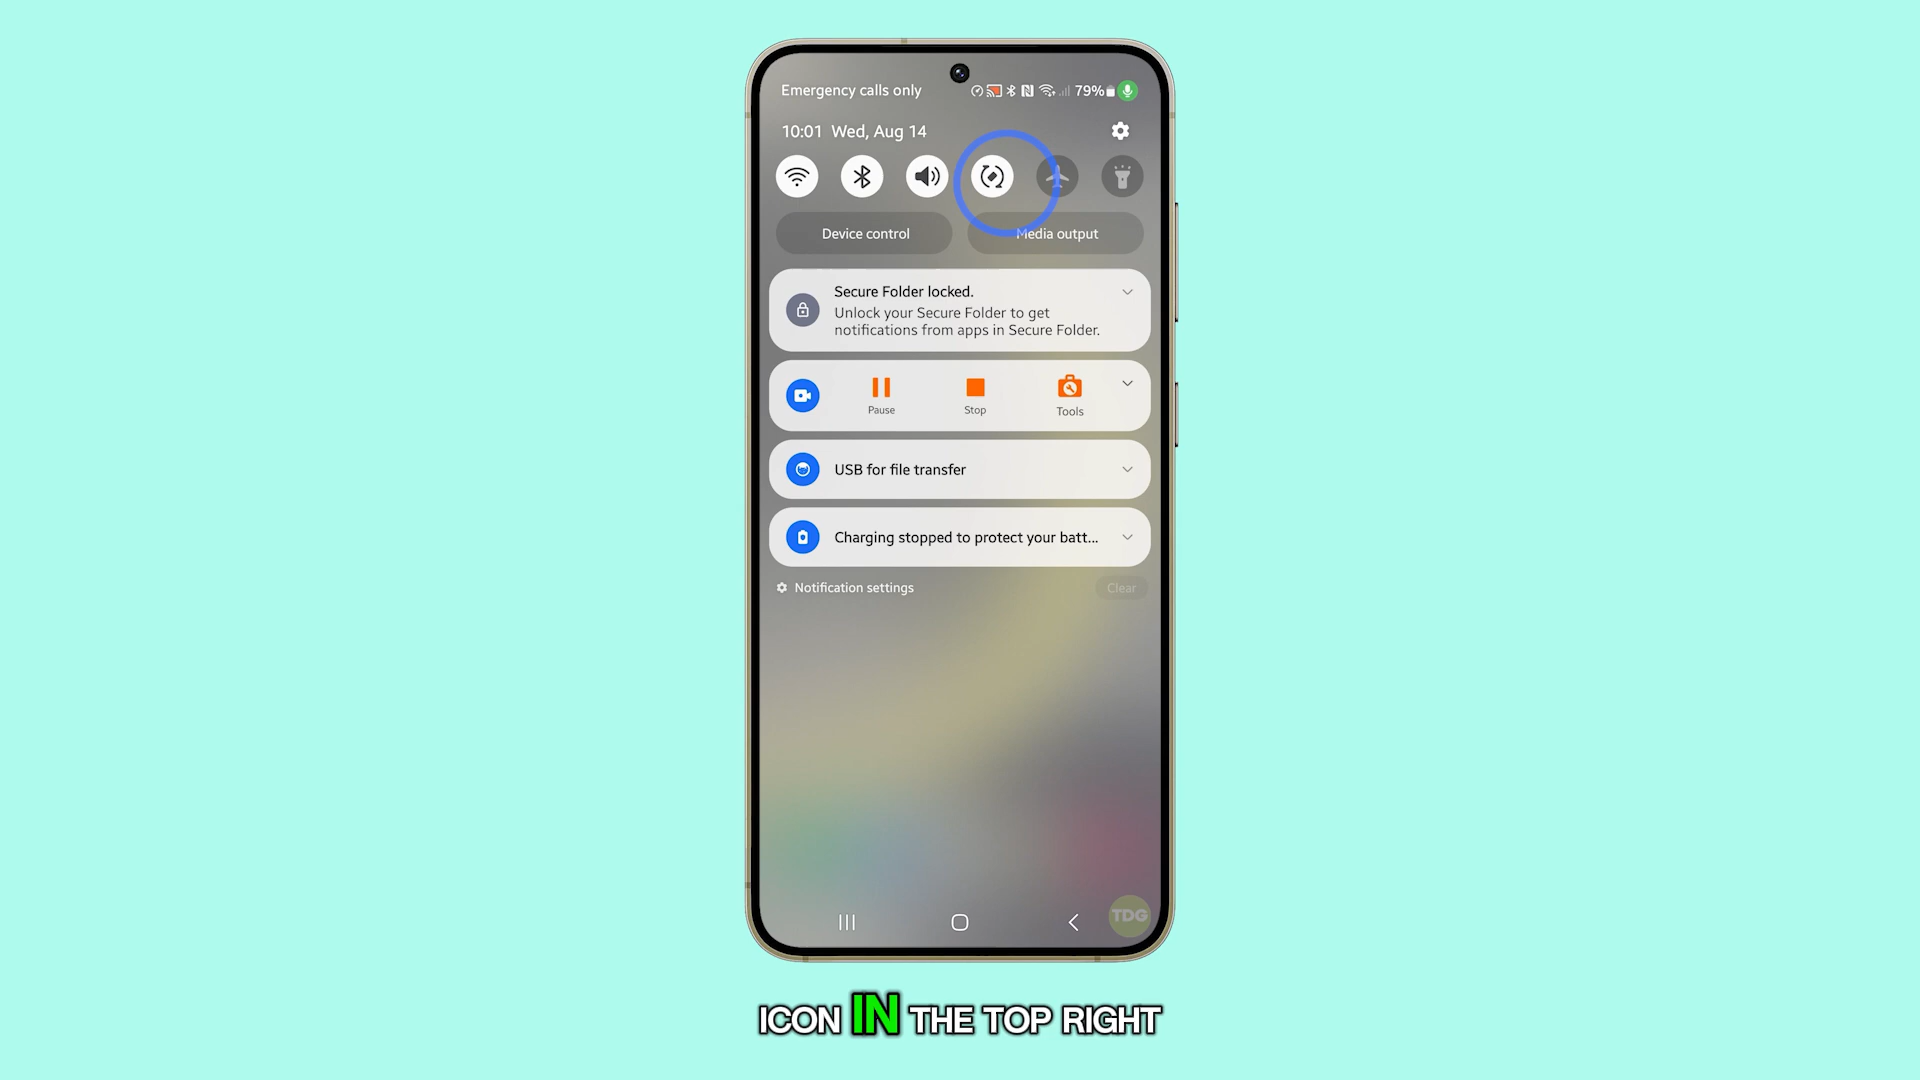 Emergency calls only 79%
10:01 Wed, Aug 14
Device control Media output
Secure Folder locked.
Unlock your Secure Folder to get
notifications from apps in Secure Folder.
Pause Stop Tools
USB for file transfer
Charging stopped to protect your batt...
Notification settings Clear
TDG
ICON IN THE TOP RIGHT